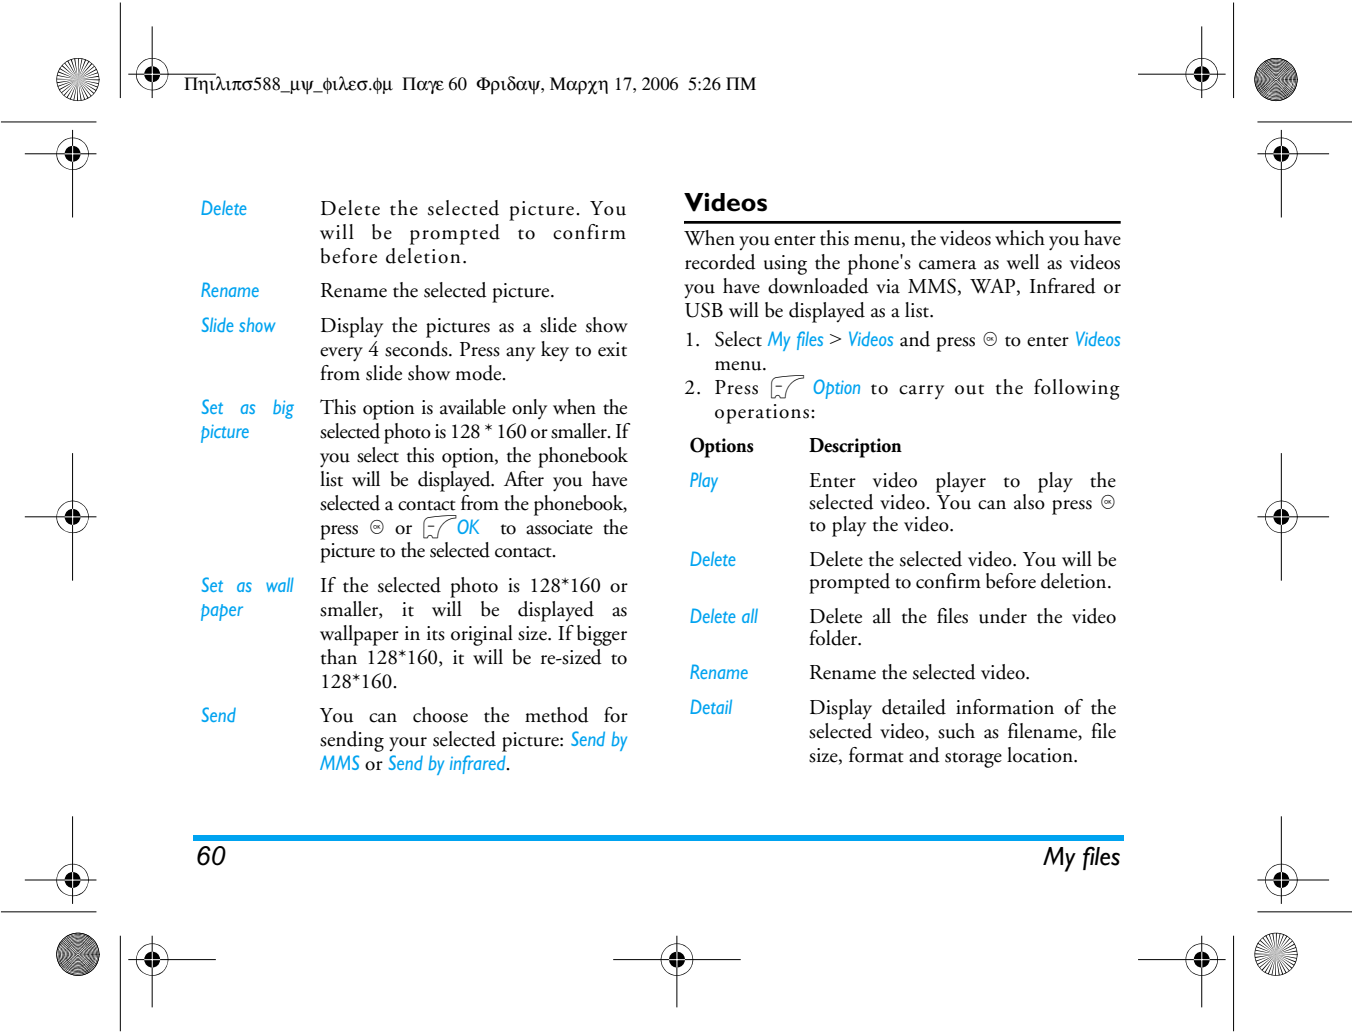 Πηιλιπσ588_μψ_φιλεσ.φμ Παγε 60 Φριδαψ, Μαρχη 17, 2006 5:26 ΠΜ
Delete Delete the selected picture. You
will be prompted to confirm
before deletion.
Rename Rename the selected picture.
Slide show Display the pictures as a slide show
every 4 seconds. Press any key to exit
from slide show mode.
Set as big This option is available only when the
picture selected photo is 128 * 160 or smaller. If
you select this option, the phonebook
list will be displayed. After you have
selected a contact from the phonebook,
press or OK to associate the
picture to the selected contact.
Set as wall If the selected photo is 128*160 or
paper smaller, it will be displayed as
wallpaper in its original size. If bigger
than 128*160, it will be re-sized to
128*160.
Send You can choose the method for
sending your selected picture: Send by
MMS or Send by infrared.
Videos
When you enter this menu, the videos which you have
recorded using the phone's camera as well as videos
you have downloaded via MMS, WAP, Infrared or
USB will be displayed as a list.
1. Select My files > Videos and press to enter Videos
menu.
2. Press Option to carry out the following
operations:
Options Description
Play Enter video player to play the
selected video. You can also press
to play the video.
Delete Delete the selected video. You will be
prompted to confirm before deletion.
Delete all Delete all the files under the video
folder.
Rename Rename the selected video.
Detail Display detailed information of the
selected video, such as filename, file
size, format and storage location.
60 My files